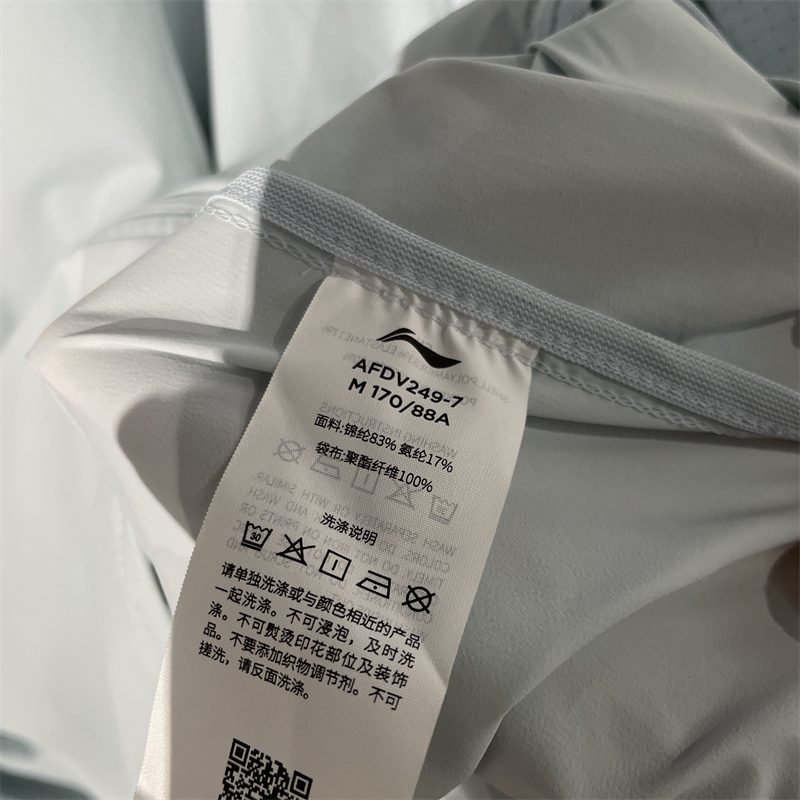 AFDV249-7
M 170/88A
面料:锦纶83% 氨纶17%
袋布:聚酯纤维100%
洗涤说明
30
请单独洗涤或与颜色相近的产品
一起洗涤。不可浸泡，及时洗
涤。不可熨烫印花部位及装饰
品。不要添加织物调节剂。不可
搓洗，请反面洗涤。